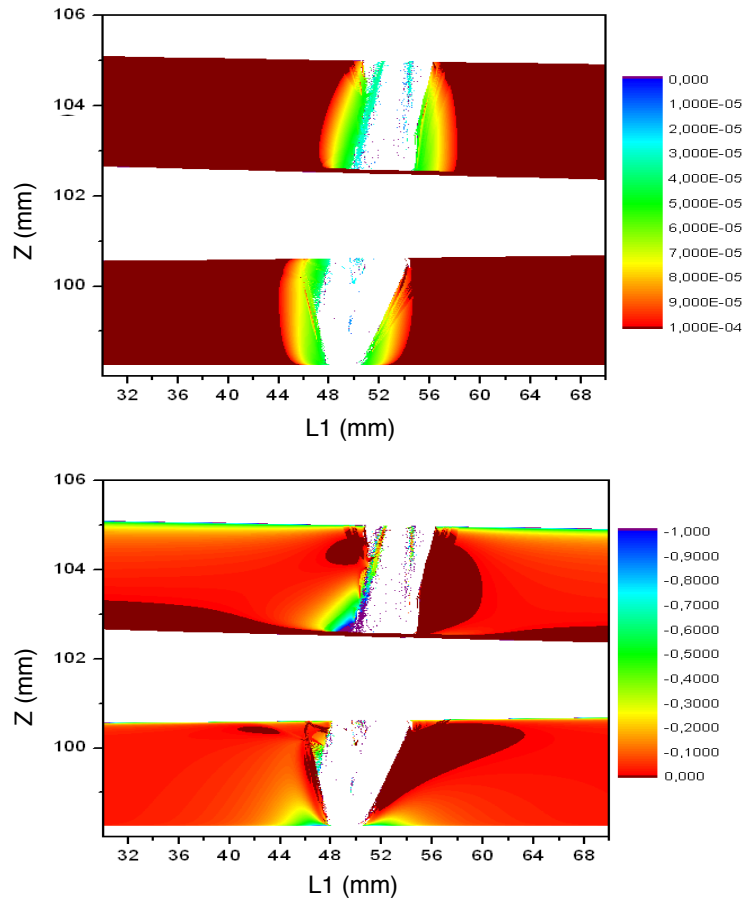 106
104
102
100
Z (mm)
32 36 40 44 48 52 56 60 64 68
L1 (mm)
0,000
1,000E-05
2,000E-05
3,000E-05
4,000E-05
5,000E-05
6,000E-05
7,000E-05
8,000E-05
9,000E-05
1,000E-04
106
104
102
100
Z (mm)
32 36 40 44 48 52 56 60 64 68
L1 (mm)
-1,000
-0,9000
-0,8000
-0,7000
-0,6000
-0,5000
-0,4000
-0,3000
-0,2000
-0,1000
0,000